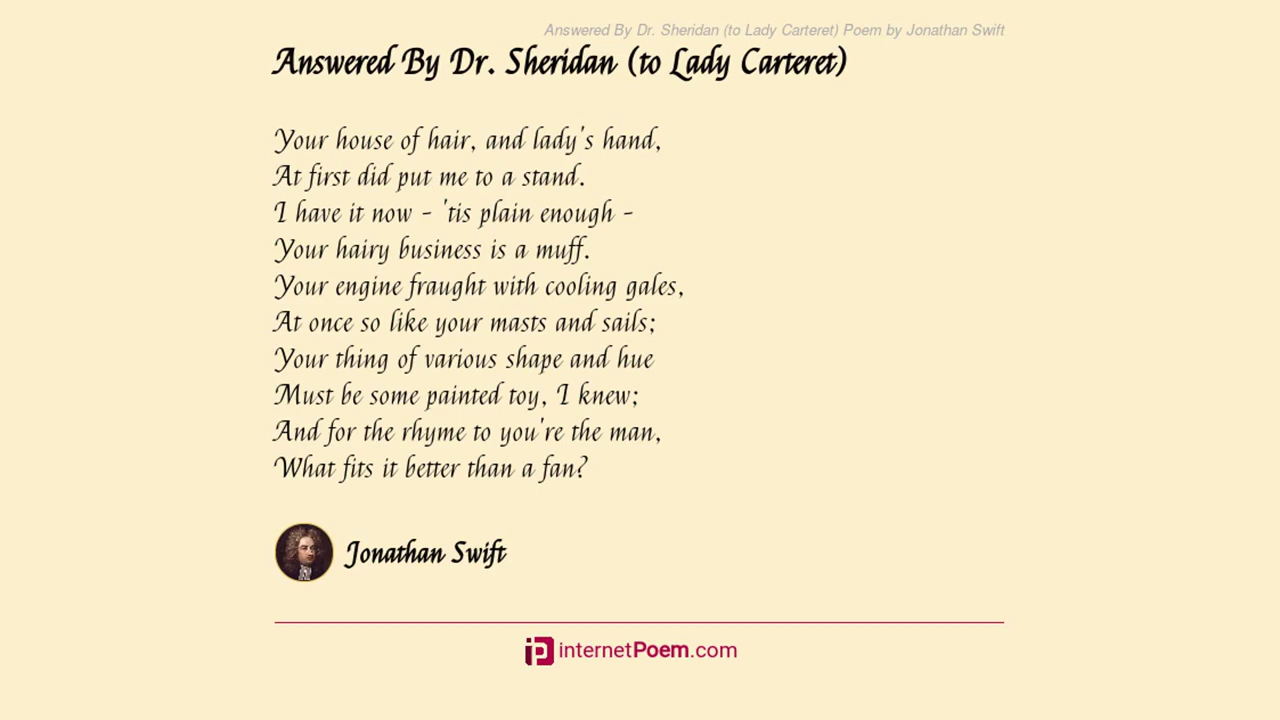 Answered By Dr. Sheridan (to Lady Carteret) Poem by Jonathan Swift
Answered By Dr. Sheridan (to Lady Carteret)
Your house of hair, and lady's hand,
At first did put me to a stand.
I have it now - 'tis plain enough -
Your hairy business is a muff.
Your engine fraught with cooling gales,
At once so like your masts and sails;
Your thing of various shape and hue
Must be some painted toy, I knew;
And for the rhyme to you're the man,
What fits it better than a fan?
Jonathan Swift
ip internetPoem.com